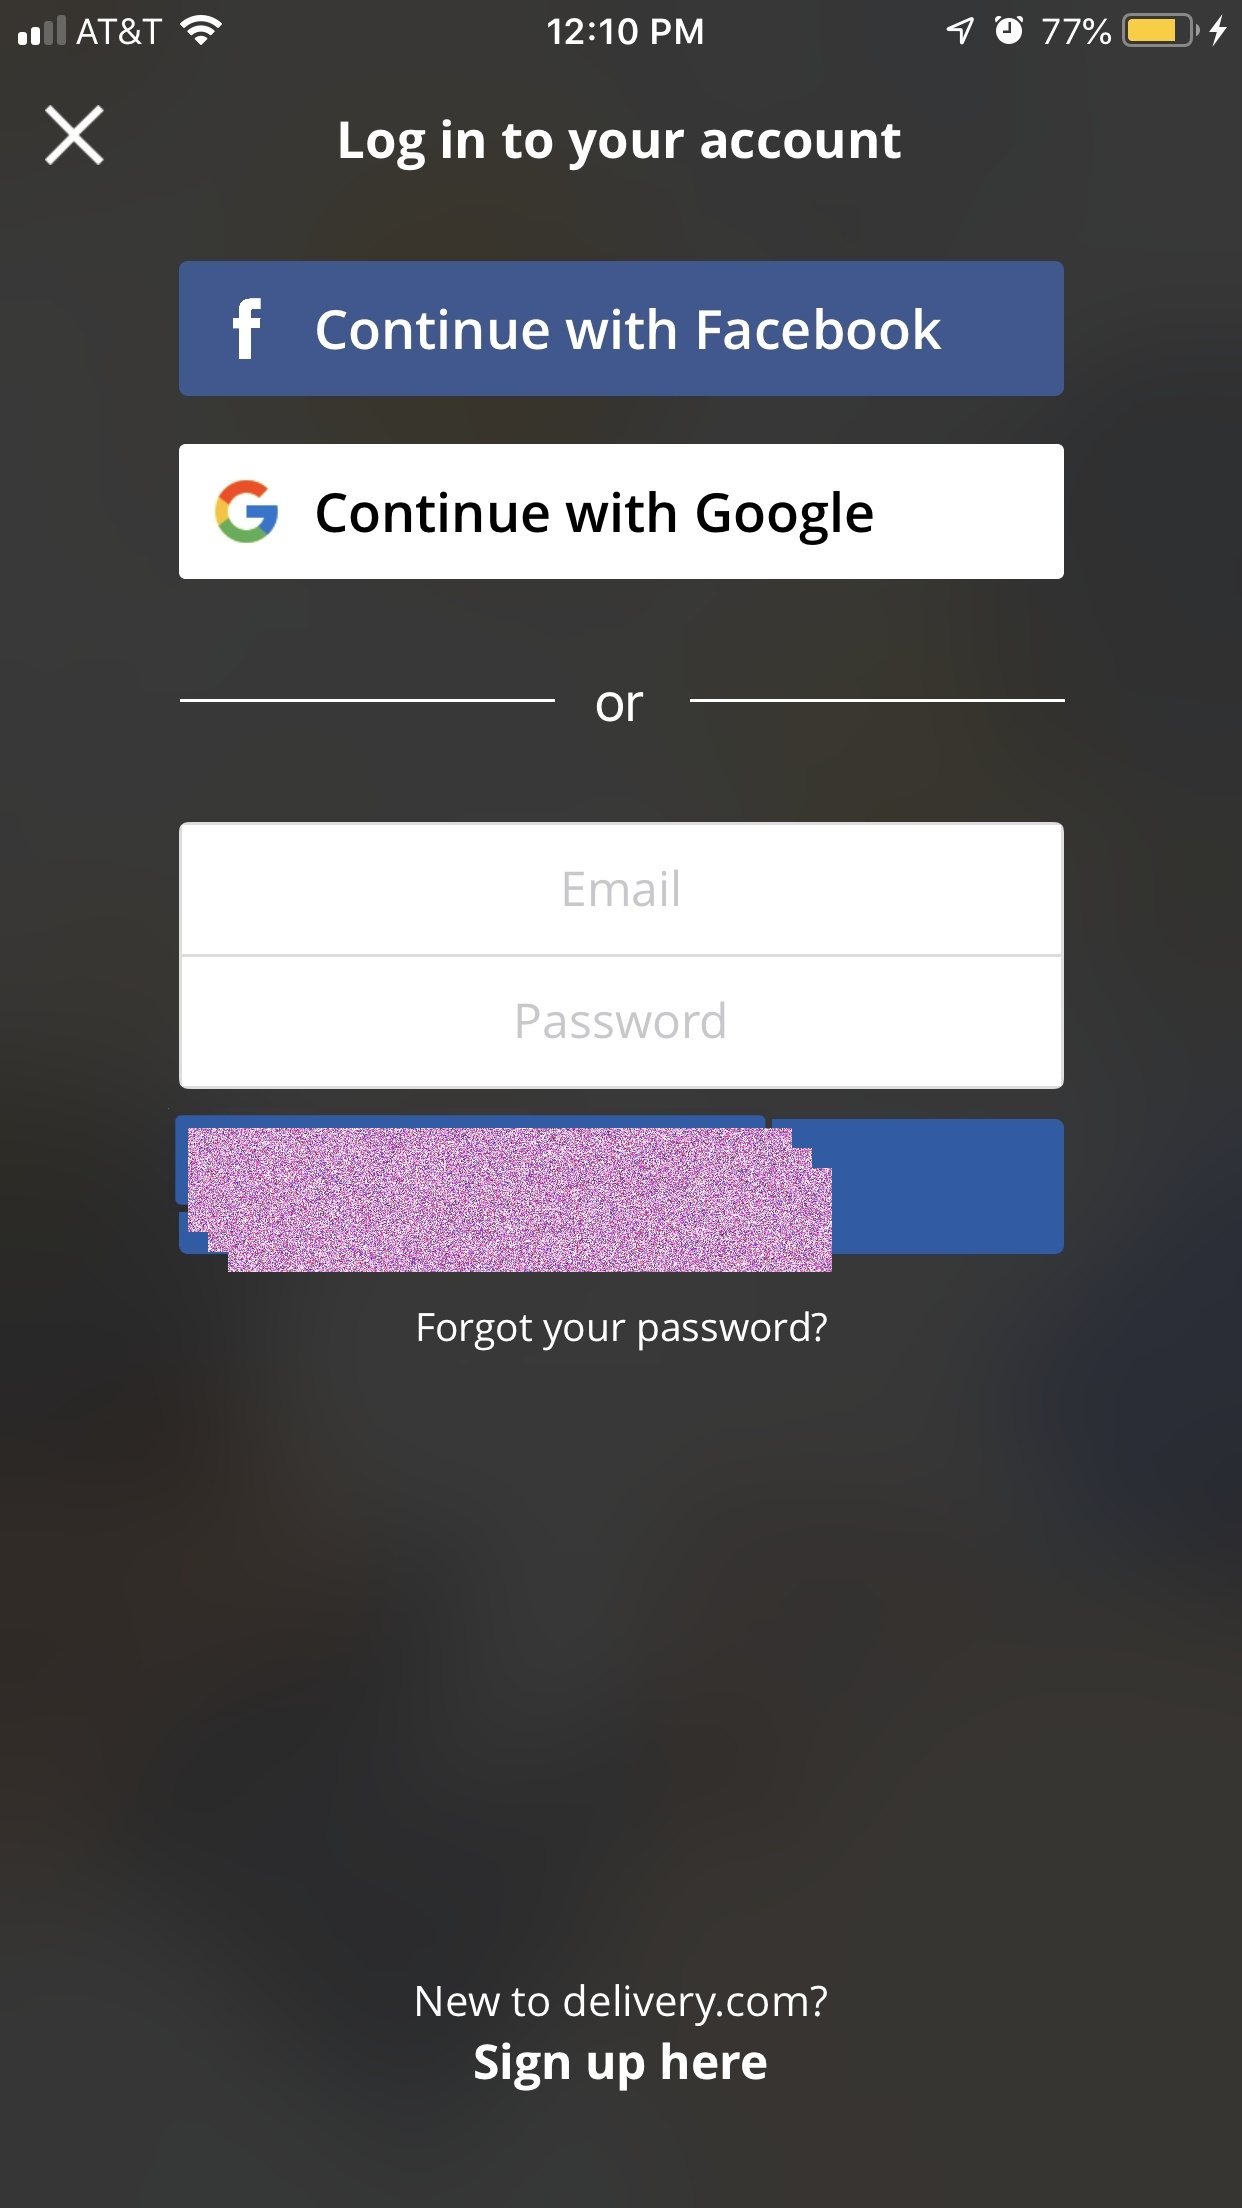 AT&T 12:10 PM 77%
Log in to your account
Continue with Facebook
Continue with Google
or
Email
Password
Forgot your password?
New to delivery.com?
Sign up here